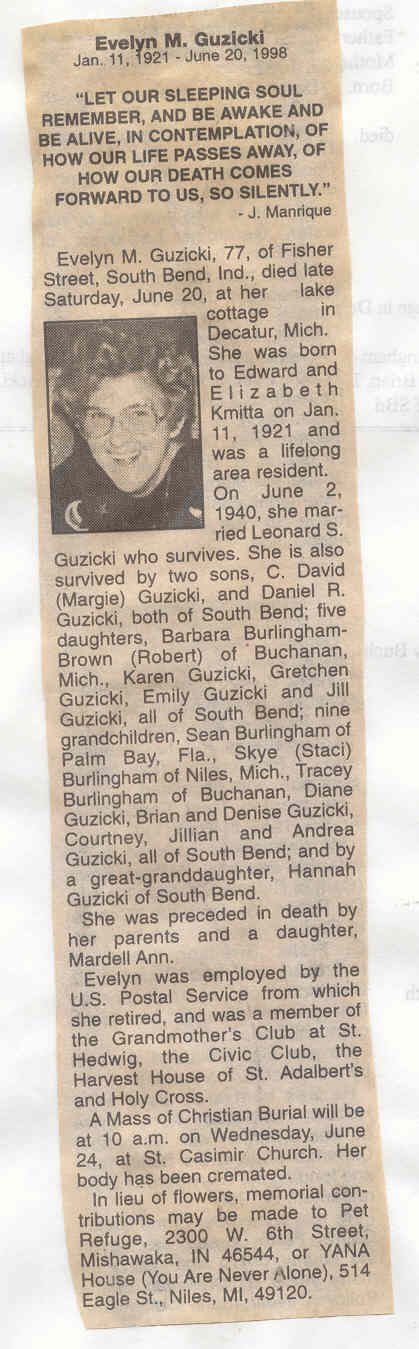 Evelyn M. Guzicki
Jan. 11, 1921 - June 20, 1998
"LET OUR SLEEPING SOUL
REMEMBER, AND BE AWAKE AND
BE ALIVE, IN CONTEMPLATION, OF
HOW OUR LIFE PASSES AWAY, OF
HOW OUR DEATH COMES
FORWARD TO US, SO SILENTLY."
- J. Manrique
Evelyn M. Guzicki, 77, of Fisher
Street, South Bend, Ind., died late
Saturday, June 20, at her lake
cottage in
Decatur, Mich.
She was born
to Edward and
Elizabeth
Kmitta on Jan.
11, 1921 and
was a lifelong
area resident.
On June 2,
1940, she mar-
ried Leonard S.
Guzicki who survives. She is also
survived by two sons, C. David
(Margie) Guzicki, and Daniel R.
Guzicki, both of South Bend; five
daughters, Barbara Burlingham-
Brown (Robert) of Buchanan,
Mich., Karen Guzicki, Gretchen
Guzicki, Emily Guzicki and Jill
Guzicki, all of South Bend; nine
grandchildren, Sean Burlingham of
Palm Bay, Fla., Skye (Staci)
Burlingham of Niles, Mich., Tracey
Burlingham of Buchanan, Diane
Guzicki, Brian and Denise Guzicki,
Courtney, Jillian and Andrea
Guzicki, all of South Bend; and by
a great-granddaughter, Hannah
Guzicki of South Bend.
She was preceded in death by
her parents and a daughter,
Mardell Ann.
Evelyn was employed by the
U.S. Postal Service from which
she retired, and was a member of
the Grandmother's Club at St.
Hedwig, the Civic Club, the
Harvest House of St. Adalbert's
and Holy Cross.
A Mass of Christian Burial will be
at 10 a.m. on Wednesday, June
24, at St. Casimir Church. Her
body has been cremated.
In lieu of flowers, memorial con-
tributions may be made to Pet
Refuge, 2300 W. 6th Street,
Mishawaka, IN 46544, or YANA
House (You Are Never Alone), 514
Eagle St., Niles, MI, 49120.